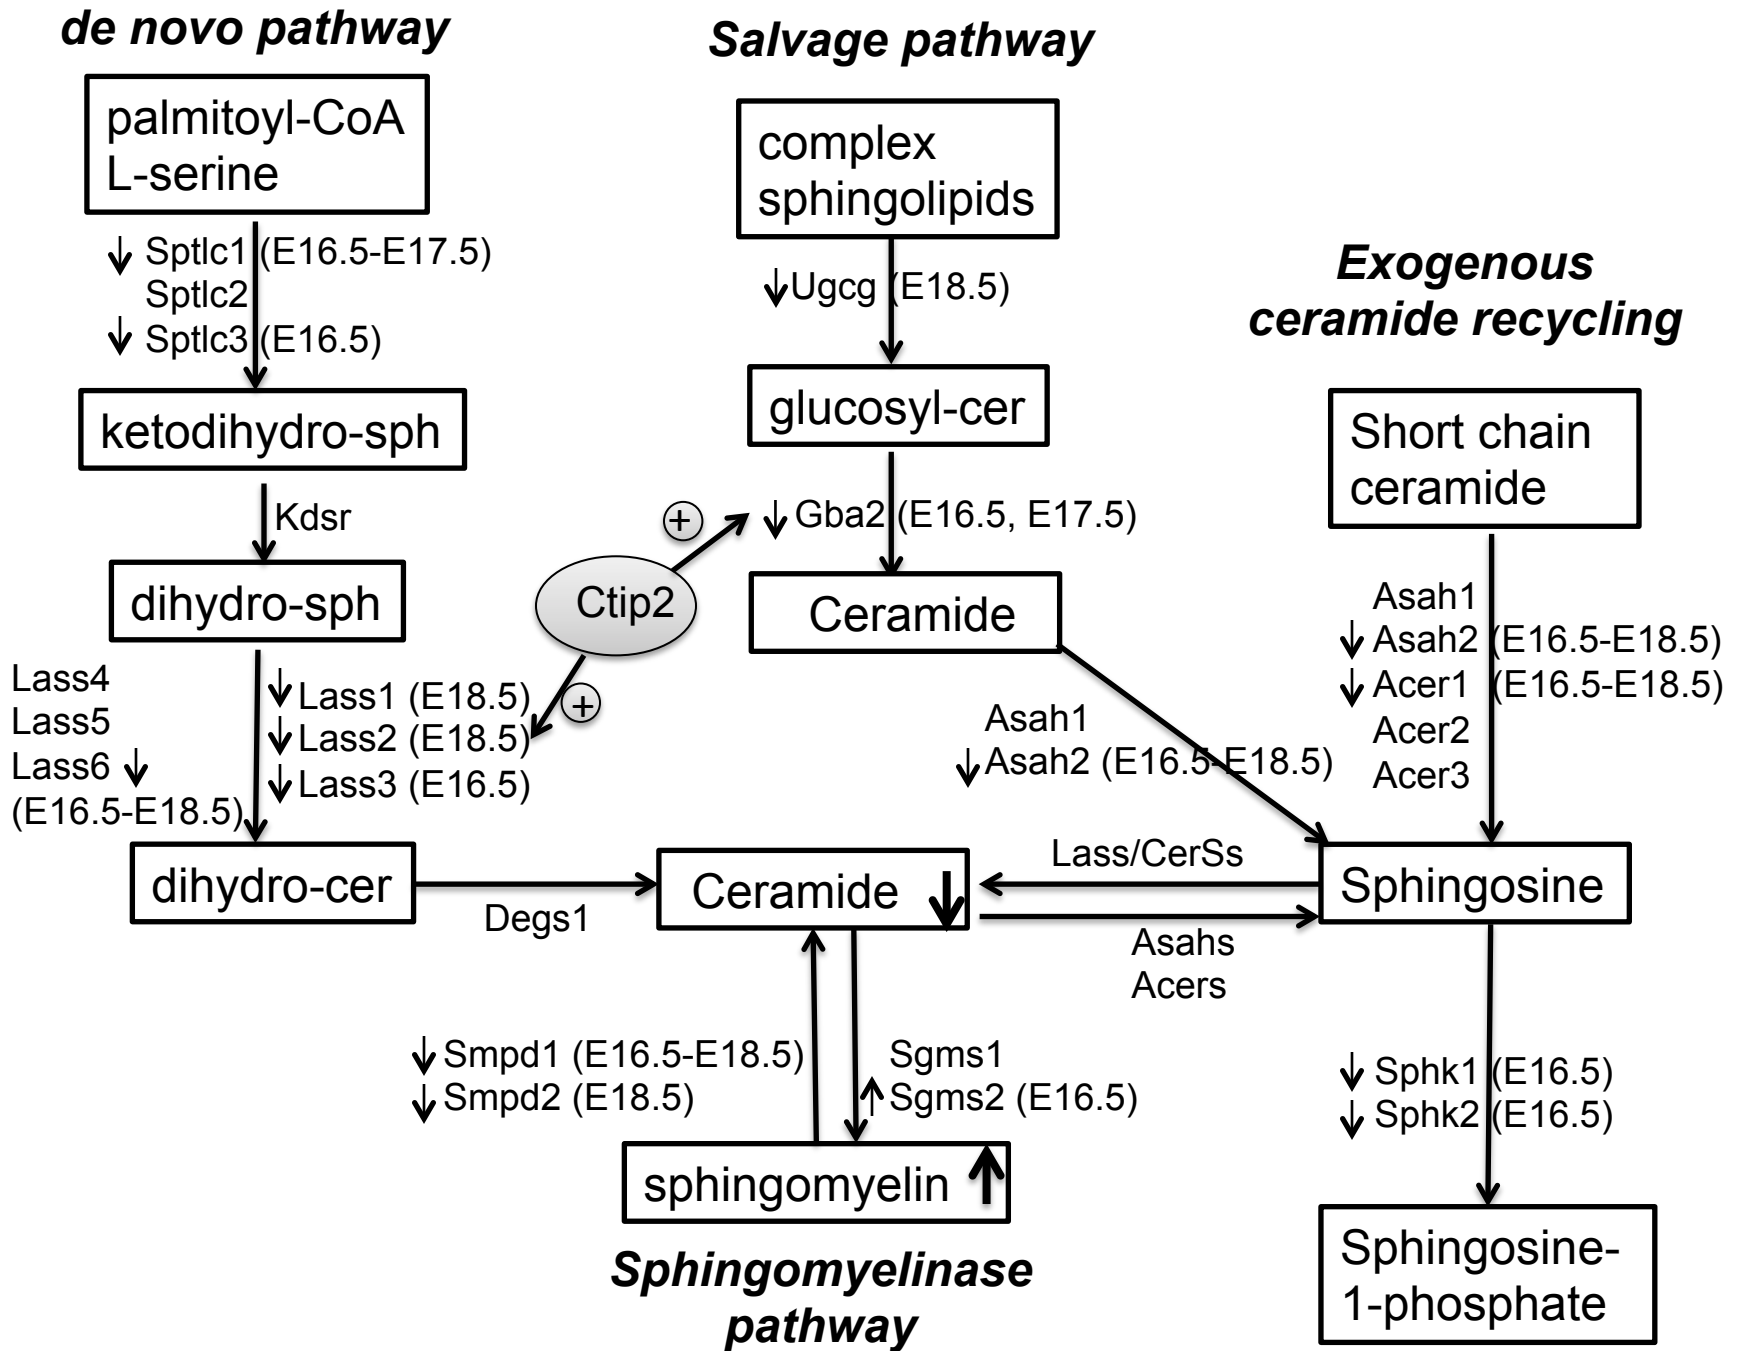 de novo pathway
palmitoyl-CoA
L-serine
↓ Sptlc1 (E16.5-E17.5)
Sptlc2
↓ Sptlc3 (E16.5)
ketodihydro-sph
Kdsr
dihydro-sph
Lass4
Lass5
Lass6 ↓
(E16.5-E18.5)
↓ Lass1 (E18.5)
↓ Lass2 (E18.5)
↓ Lass3 (E16.5)
dihydro-cer
Degs1
Ctip2
+
+
Salvage pathway
complex
sphingolipids
↓Ugcg (E18.5)
glucosyl-cer
↓ Gba2 (E16.5, E17.5)
Ceramide
Asah1
↓Asah2 (E16.5-E18.5)
Exogenous
ceramide recycling
Short chain
ceramide
Asah1
↓ Asah2 (E16.5-E18.5)
↓ Acer1 (E16.5-E18.5)
Acer2
Acer3
Ceramide ↓
Lass/CerSs
Asahs
Acers
Sphingosine
↓ Smpd1 (E16.5-E18.5)
↓ Smpd2 (E18.5)
Sgms1
↑ Sgms2 (E16.5)
sphingomyelin ↑
Sphingomyelinase
pathway
↓ Sphk1 (E16.5)
↓ Sphk2 (E16.5)
Sphingosine-
1-phosphate